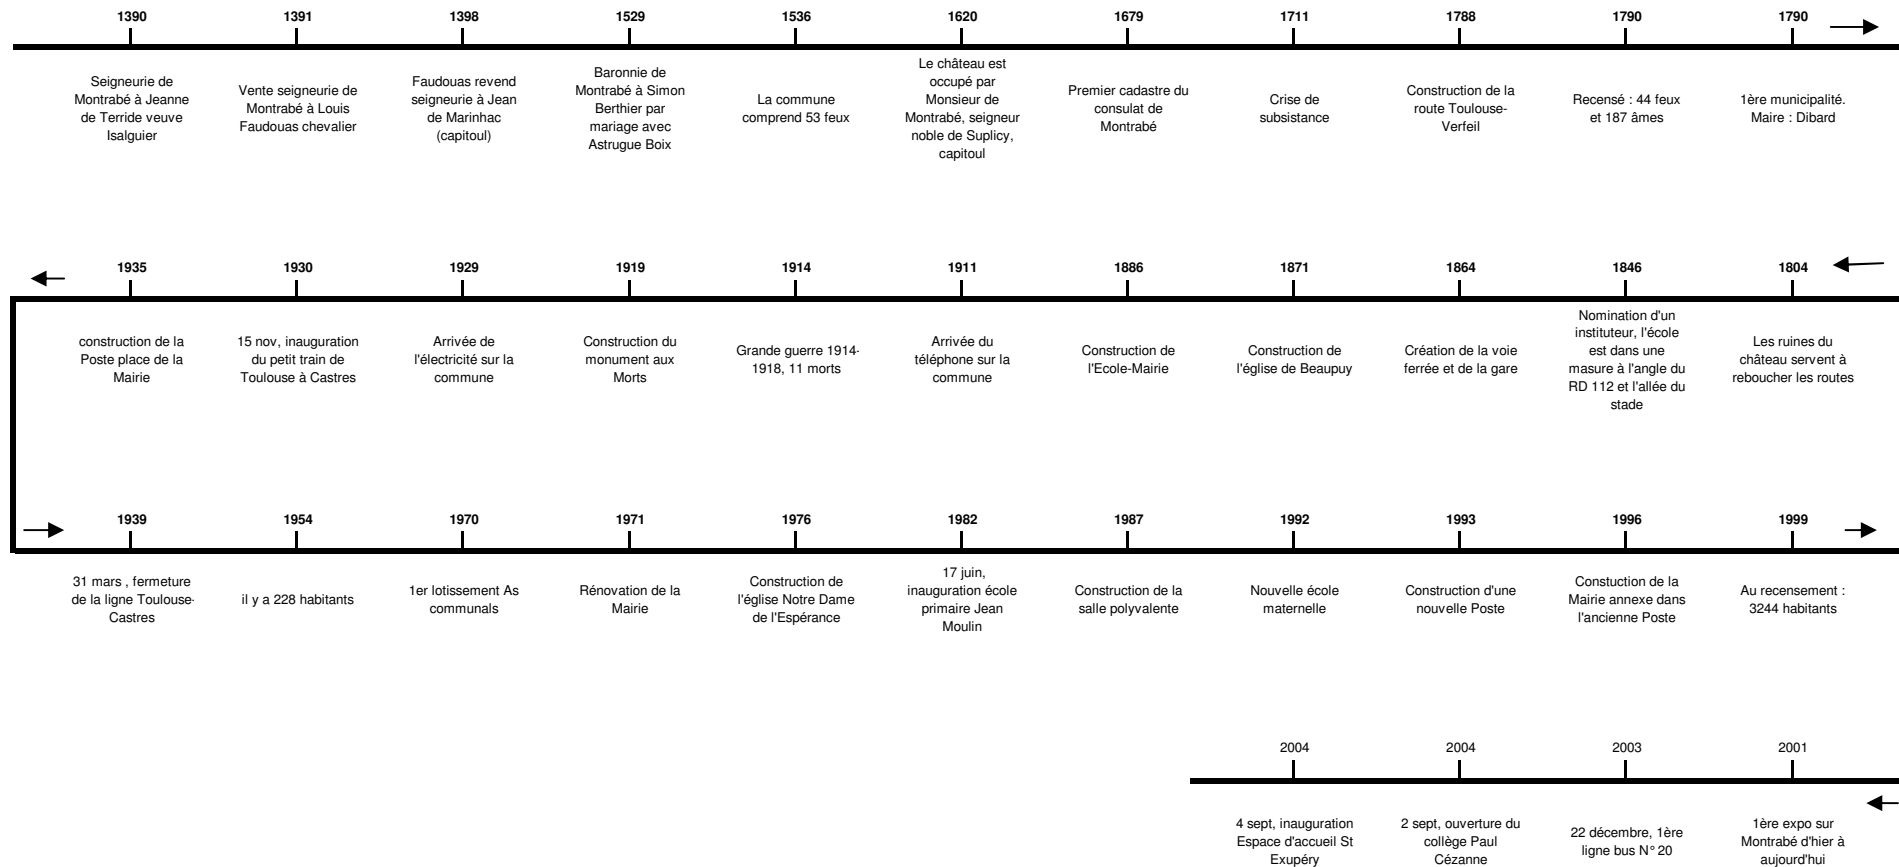 1390
Seigneurie de
Montrabé à Jeanne
de Terride veuve
Isalguier
1391
Vente seigneurie de
Montrabé à Louis
Faudouas chevalier
1398
Faudouas revend
seigneurie à Jean
de Marinhac
(capitoul)
1529
Baronnie de
Montrabé à Simon
Berthier par
mariage avec
Astrugue Boix
1536
La commune
comprend 53 feux
1620
Le château est
occupé par
Monsieur de
Montrabé, seigneur
noble de Suplicy,
capitoul
1679
Premier cadastre du
consulat de
Montrabé
1711
Crise de
subsistance
1788
Construction de la
route Toulouse-
Verfeil
1790
Recensé : 44 feux
et 187 âmes
1790
1ère municipalité.
Maire : Dibard
1804
Les ruines du
château servent à
reboucher les routes
1846
Nomination d'un
instituteur, l'école
est dans une
masure à l'angle du
RD 112 et l'allée du
stade
1864
Création de la voie
ferrée et de la gare
1871
Construction de
l'église de Beaupuy
1886
Construction de
l'Ecole-Mairie
1911
Arrivée du
téléphone sur la
commune
1914
Grande guerre 1914-
1918, 11 morts
1919
Construction du
monument aux
Morts
1929
Arrivée de
l'électricité sur la
commune
1930
15 nov, inauguration
du petit train de
Toulouse à Castres
1935
construction de la
Poste place de la
Mairie
1939
31 mars , fermeture
de la ligne Toulouse-
Castres
1954
il y a 228 habitants
1970
1er lotissement As
communals
1971
Rénovation de la
Mairie
1976
Construction de
l'église Notre Dame
de l'Espérance
1982
17 juin,
inauguration école
primaire Jean
Moulin
1987
Construction de la
salle polyvalente
1992
Nouvelle école
maternelle
1993
Construction d'une
nouvelle Poste
1996
Constuction de la
Mairie annexe dans
l'ancienne Poste
1999
Au recensement :
3244 habitants
2001
1ère expo sur
Montrabé d'hier à
aujourd'hui
2003
22 décembre, 1ère
ligne bus N° 20
2004
2 sept, ouverture du
collège Paul
Cézanne
2004
4 sept, inauguration
Espace d'accueil St
Exupéry